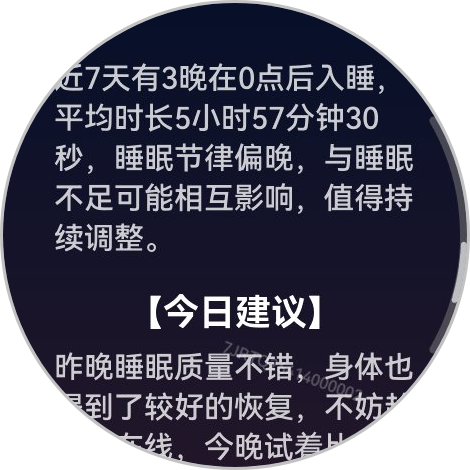 近7天有3晚在0点后入睡，
平均时长5小时57分钟30
秒，睡眠节律偏晚，与睡眠
不足可能相互影响，值得持
续调整。
【今日建议】
昨晚睡眠质量不错，身体也
得到了较好的恢复，不妨
在线，今晚试着比